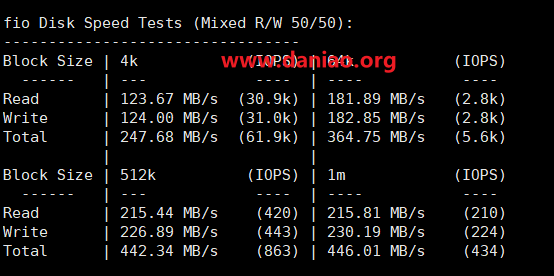 fio Disk Speed Tests (Mixed R/W 50/50):
---------------------------------
Block Size | 4k (IOPS) | 64k (IOPS)
------ | --- ---- | ---- ----
Read | 123.67 MB/s (30.9k) | 181.89 MB/s (2.8k)
Write | 124.00 MB/s (31.0k) | 182.85 MB/s (2.8k)
Total | 247.68 MB/s (61.9k) | 364.75 MB/s (5.6k)
| |
Block Size | 512k (IOPS) | 1m (IOPS)
------ | --- ---- | --- ----
Read | 215.44 MB/s (420) | 215.81 MB/s (210)
Write | 226.89 MB/s (443) | 230.19 MB/s (224)
Total | 442.34 MB/s (863) | 446.01 MB/s (434)
www.daniao.org